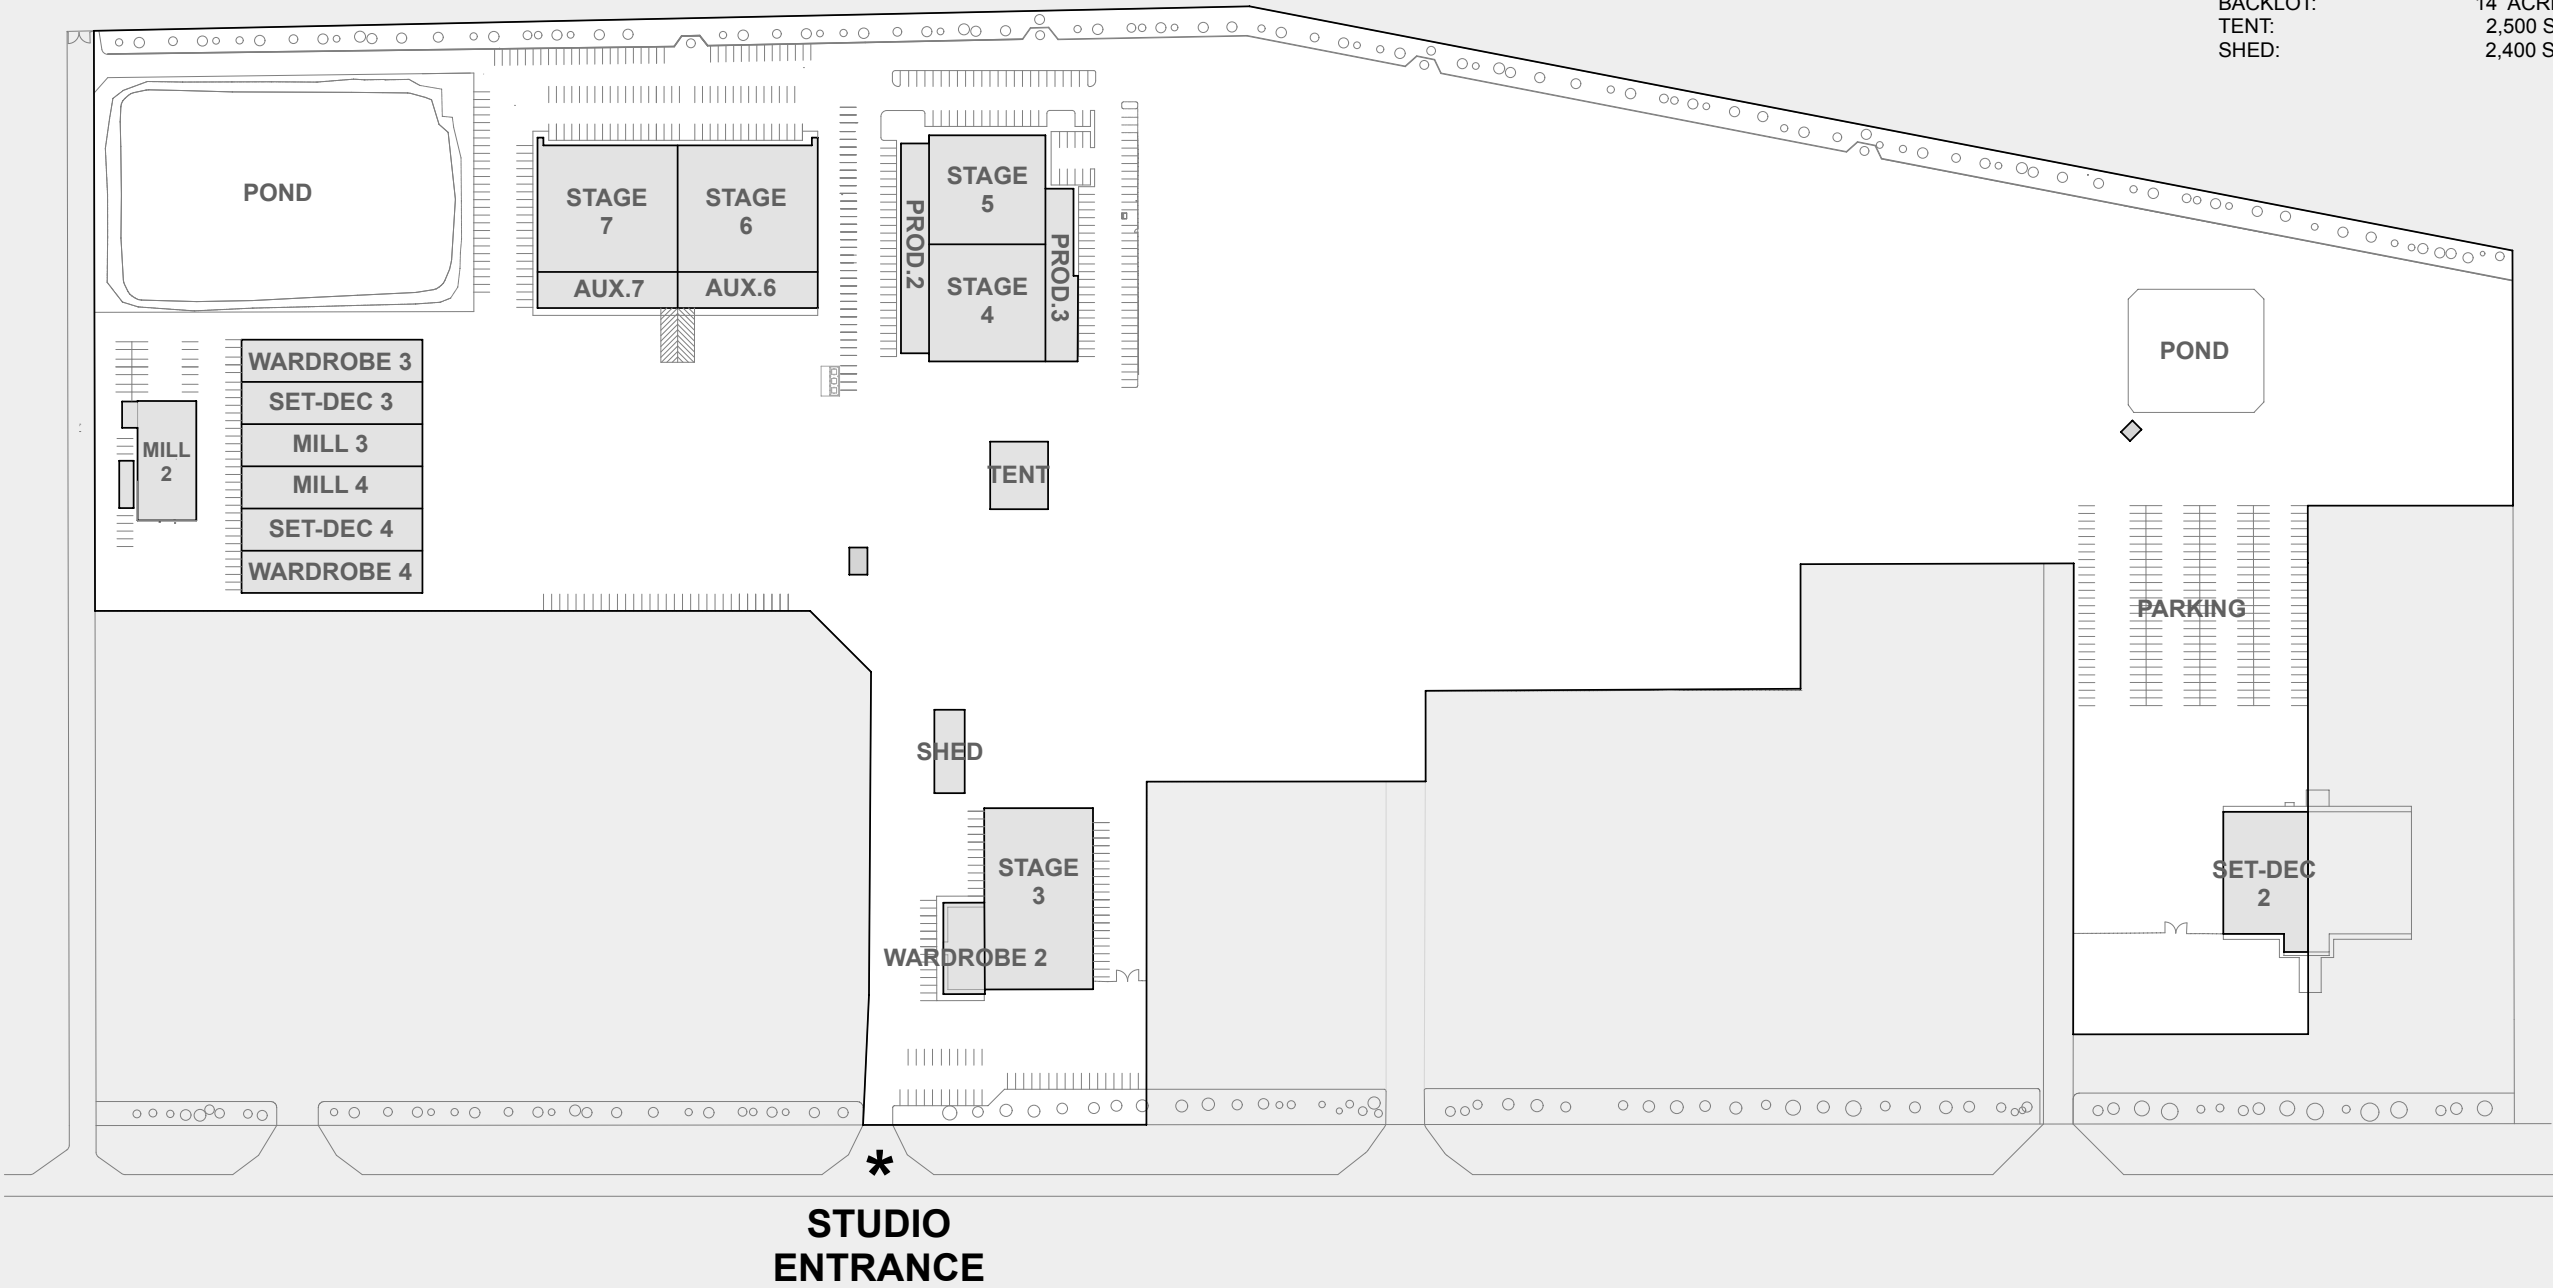 BACKLOT: 14 ACR
TENT: 2,500 S
SHED: 2,400 S
POND
STAGE
7
STAGE
6
AUX.7
AUX.6
PROD.2
STAGE
5
STAGE
4
PROD.3
POND
WARDROBE 3
SET-DEC 3
MILL 3
MILL 4
SET-DEC 4
WARDROBE 4
MILL
2
TENT
PARKING
SHED
STAGE
3
WARDROBE 2
SET-DEC
2
*
STUDIO
ENTRANCE